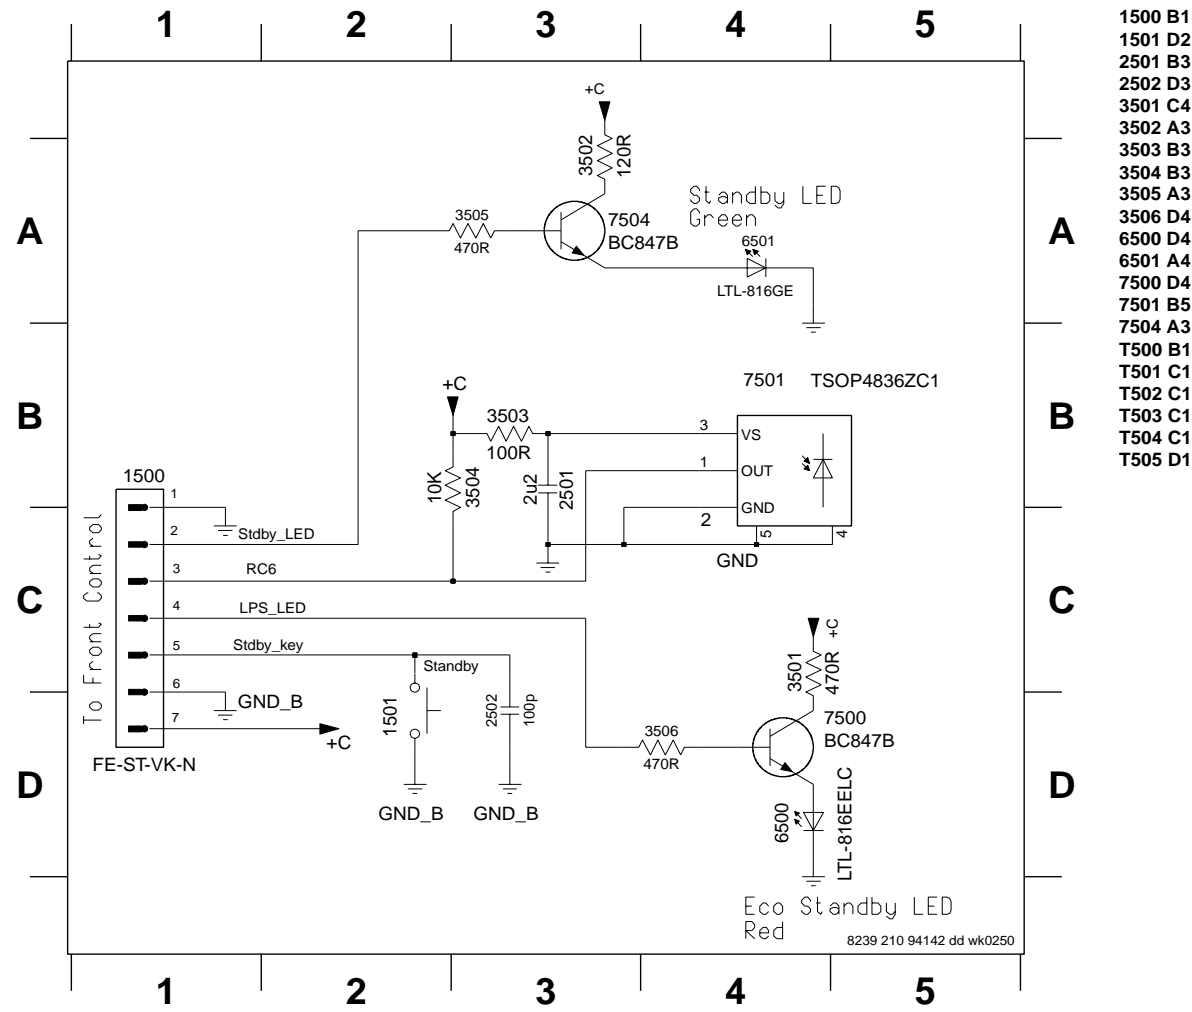 1 2 3 4 5
1500 B1
1501 D2
2501 B3
2502 D3
3501 C4
3502 A3
3503 B3
3504 B3
3505 A3
3506 D4
6500 D4
6501 A4
7500 D4
7501 B5
7504 A3
T500 B1
T501 C1
T502 C1
T503 C1
T504 C1
T505 D1
+C
3502
120R
A
A
3505
470R
7504
BC847B
Standby LED
Green
6501
LTL-816GE
B
B
7501 TSOP4836ZC1
+C
3503
100R
10K
3504
2u2
2501
3
VS
1
OUT
GND
2
5
4
GND
1500
To Front Control
1
2
Stdby_LED
3
RC6
4
LPS_LED
5
Stdby_key
6
GND_B
7
+C
FE-ST-VK-N
C
C
Standby
1501
2502
100p
GND_B
GND_B
+C
3501
470R
3506
470R
7500
BC847B
D
D
6500
LTL-816EELC
Eco Standby LED
Red
8239 210 94142 dd wk0250
1 2 3 4 5